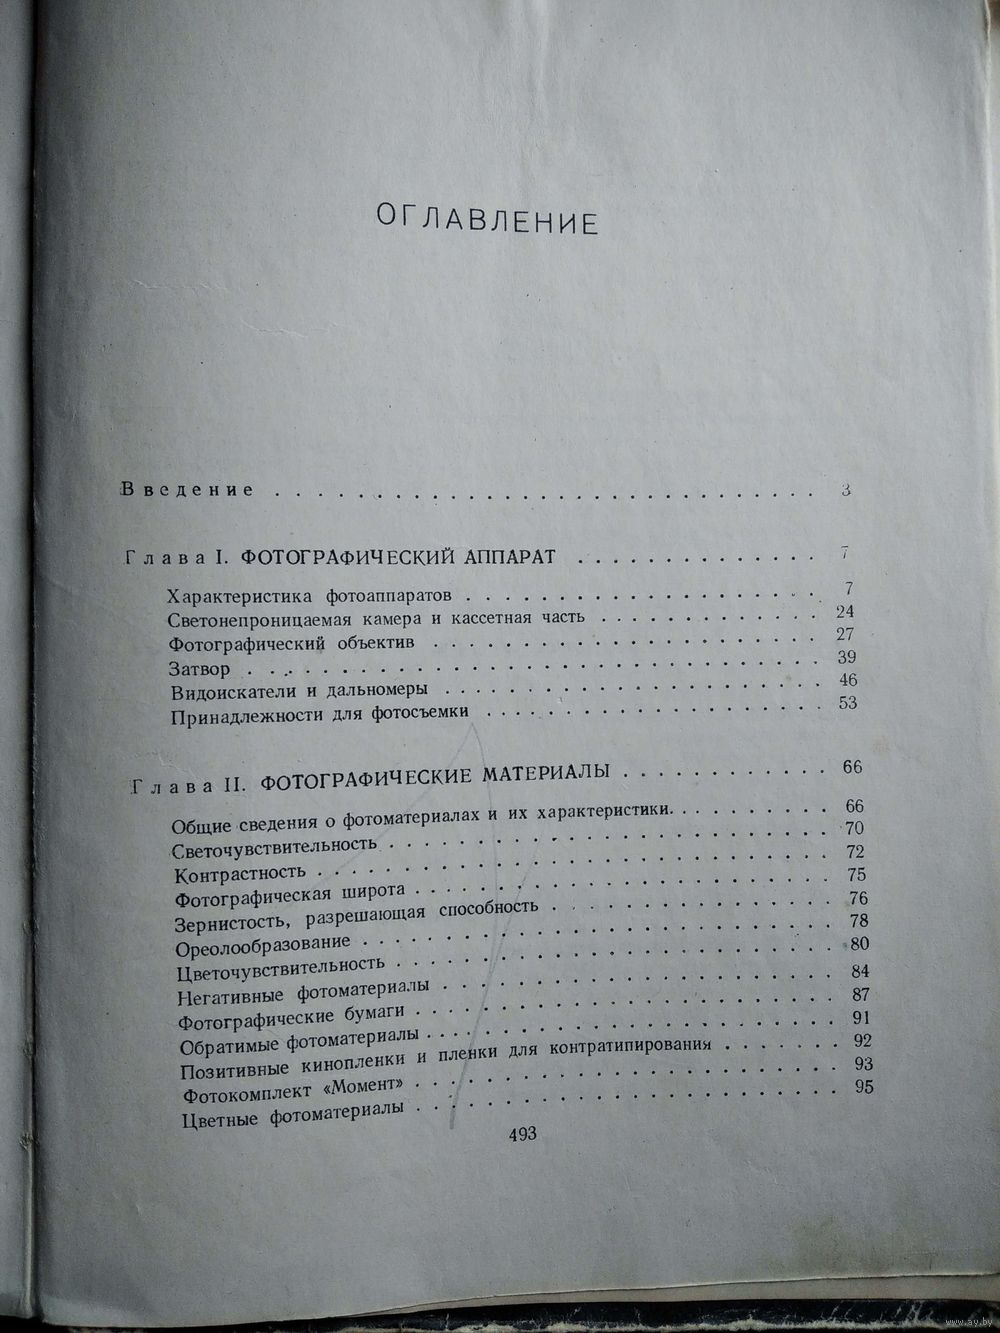 ОГЛАВЛЕНИЕ
Введение . . . . . . . . . . . . . . . . . . . . . . . . . . . 3
Глава I. ФОТОГРАФИЧЕСКИЙ АППАРАТ . . . . . . . . . . . . . 7
Характеристика фотоаппаратов . . . . . . . . . . . . . . . . . 7
Светонепроницаемая камера и кассетная часть . . . . . . . . . . . 24
Фотографический объектив . . . . . . . . . . . . . . . . . . . 27
Затвор . . . . . . . . . . . . . . . . . . . . . . . . . . . 39
Видоискатели и дальномеры . . . . . . . . . . . . . . . . . . 46
Принадлежности для фотосъемки . . . . . . . . . . . . . . . . 53
Глава II. ФОТОГРАФИЧЕСКИЕ МАТЕРИАЛЫ . . . . . . . . . . . 66
Общие сведения о фотоматериалах и их характеристики. . . . . . . . . 66
Светочувствительность . . . . . . . . . . . . . . . . . . . . . 70
Контрастность . . . . . . . . . . . . . . . . . . . . . . . . 72
Фотографическая широта . . . . . . . . . . . . . . . . . . . . 75
Зернистость, разрешающая способность . . . . . . . . . . . . . . 76
Ореолообразование . . . . . . . . . . . . . . . . . . . . . . 78
Цветочувствительность . . . . . . . . . . . . . . . . . . . . . 80
Негативные фотоматериалы . . . . . . . . . . . . . . . . . . . 84
Фотографические бумаги . . . . . . . . . . . . . . . . . . . . 87
Обратимые фотоматериалы . . . . . . . . . . . . . . . . . . . 91
Позитивные кинопленки и пленки для контратипирования . . . . . . . 92
Фотокомплект «Момент» . . . . . . . . . . . . . . . . . . . . 93
Цветные фотоматериалы . . . . . . . . . . . . . . . . . . . . 95
493
www.ay.by